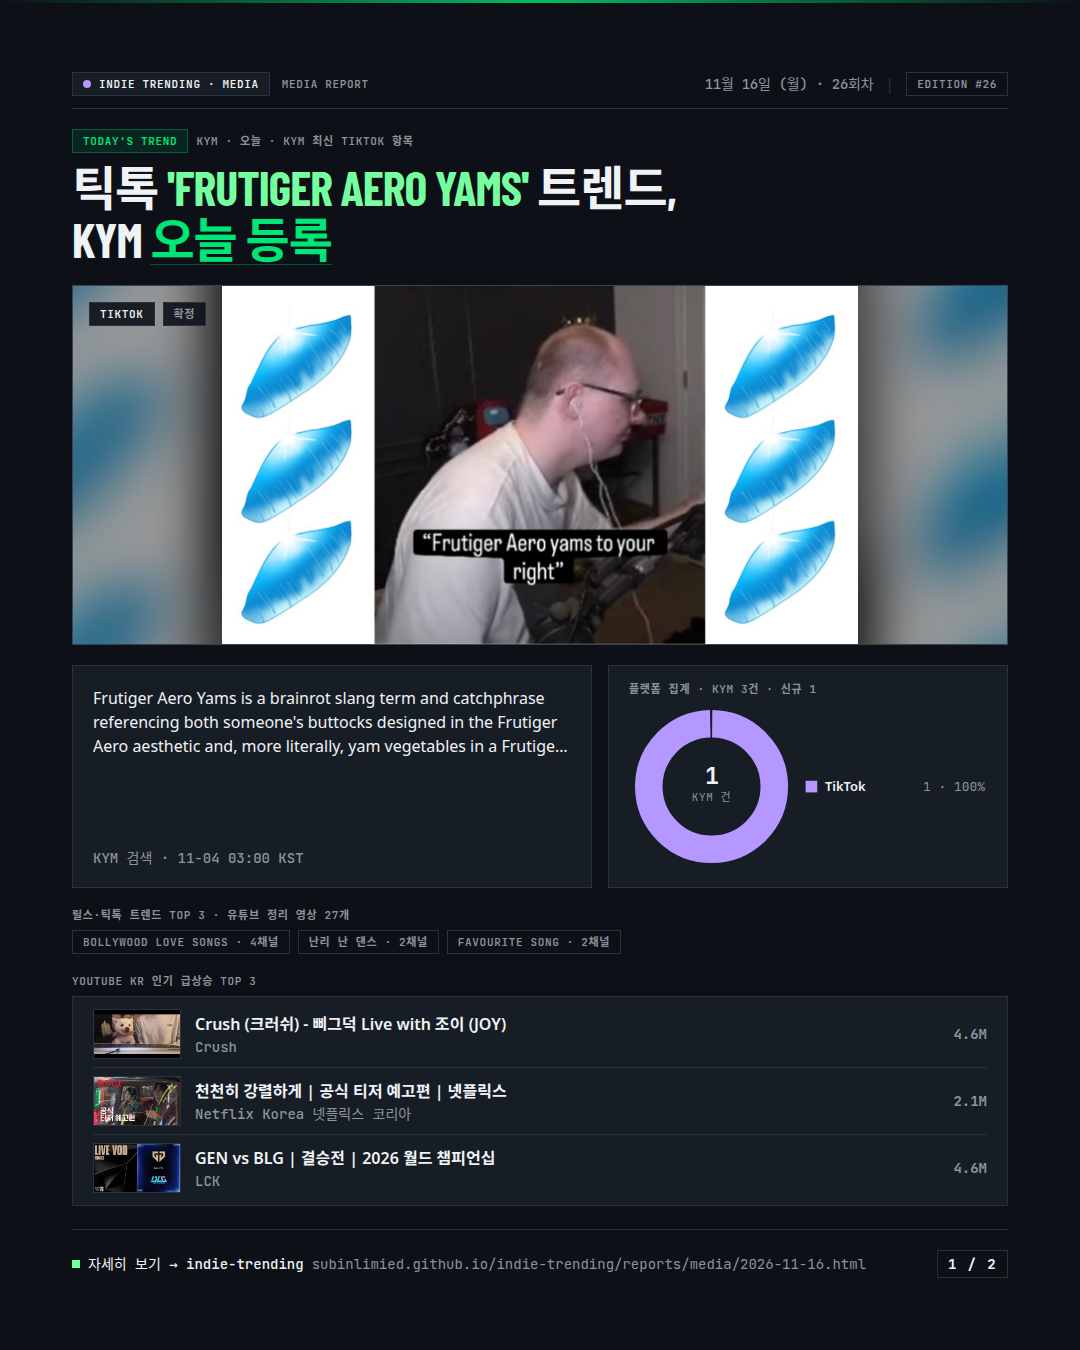 INDIE TRENDING · MEDIA MEDIA REPORT 11월 16일 (월) · 26회차 EDITION #26
TODAY'S TREND KYM · 오늘 · KYM 최신 TIKTOK 항목
틱톡 'FRUTIGER AERO YAMS' 트렌드,
KYM 오늘 등록
TIKTOK 확정
“Frutiger Aero yams to your
right”
Frutiger Aero Yams is a brainrot slang term and catchphrase
referencing both someone's buttocks designed in the Frutiger
Aero aesthetic and, more literally, yam vegetables in a Frutige...
KYM 검색 · 11-04 03:00 KST
플랫폼 집계 · KYM 3건 · 신규 1
1
KYM 건
TikTok 1 · 100%
릴스·틱톡 트렌드 TOP 3 · 유튜브 정리 영상 27개
BOLLYWOOD LOVE SONGS · 4채널 난리 난 댄스 · 2채널 FAVOURITE SONG · 2채널
YOUTUBE KR 인기 급상승 TOP 3
Crush (크러쉬) - 삐그덕 Live with 조이 (JOY)
Crush
4.6M
공식
티저 예고편
천천히 강렬하게 | 공식 티저 예고편 | 넷플릭스
Netflix Korea 넷플릭스 코리아
2.1M
LIVE VOD
GEN vs BLG | 결승전 | 2026 월드 챔피언십
LCK
4.6M
자세히 보기 → indie-trending subinlimied.github.io/indie-trending/reports/media/2026-11-16.html 1 / 2